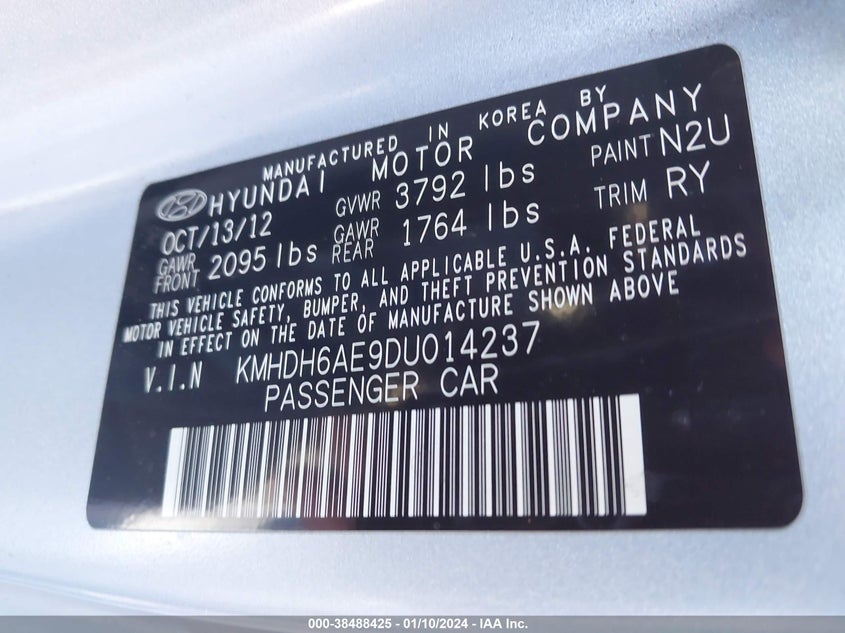 MANUFACTURED IN KOREA BY
HYUNDAI MOTOR COMPANY
OCT/13/12 GVWR 3792 lbs PAINT N2U
GAWR FRONT 2095 lbs GAWR REAR 1764 lbs TRIM RY
THIS VEHICLE CONFORMS TO ALL APPLICABLE U.S.A. FEDERAL
MOTOR VEHICLE SAFETY, BUMPER, AND THEFT PREVENTION STANDARDS
IN EFFECT ON THE DATE OF MANUFACTURE SHOWN ABOVE
V.I.N KMHDH6AE9DU014237
PASSENGER CAR
000-38488425 - 01/10/2024 - IAA Inc.